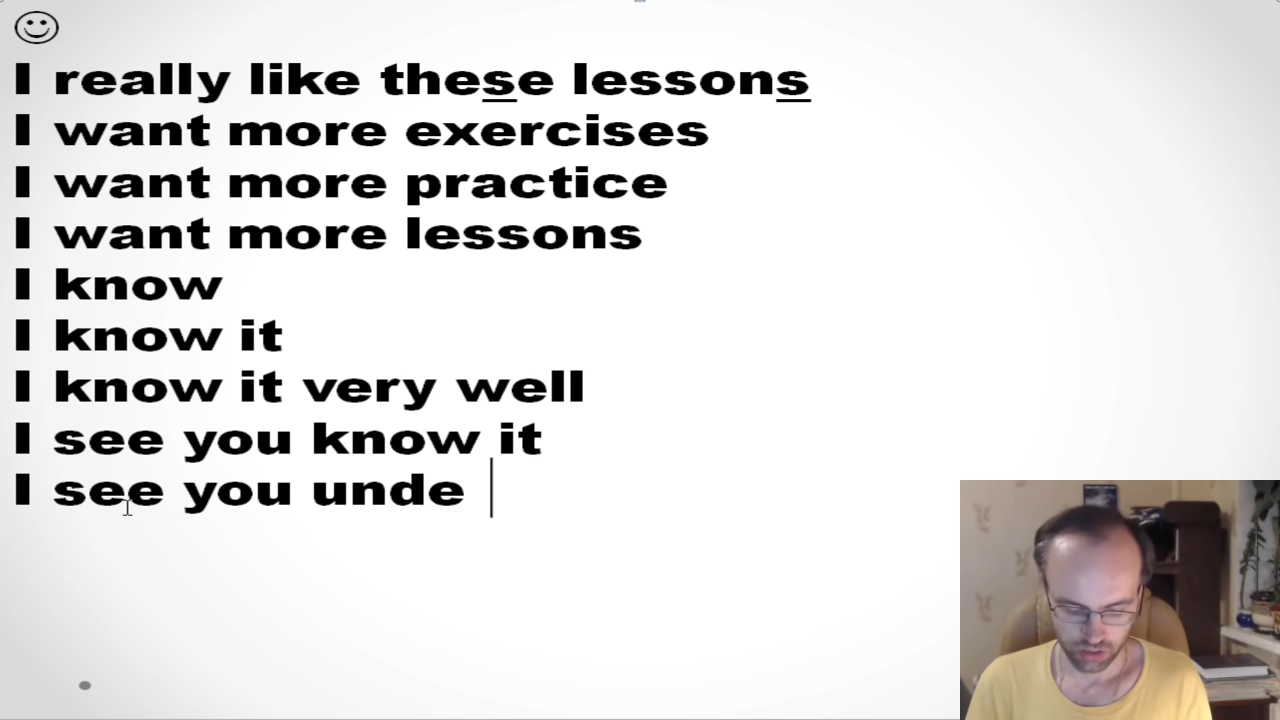 I really like these lessons
I want more exercises
I want more practice
I want more lessons
I know
I know it
I know it very well
I see you know it
I see you unde